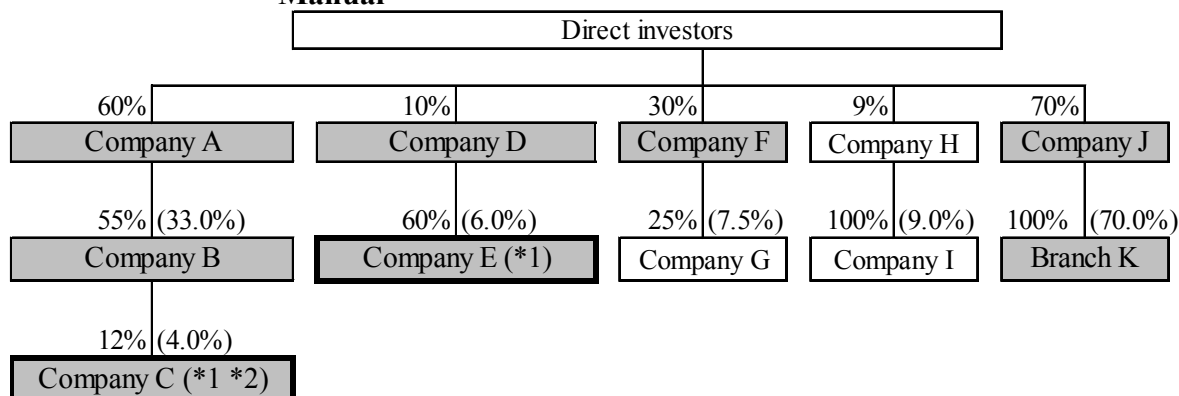 Manual
Direct investors
60% 10% 30% 9% 70%
Company A Company D Company F Company H Company J
55% (33.0%) 60% (6.0%) 25% (7.5%) 100% (9.0%) 100% (70.0%)
Company B Company E (*1) Company G Company I Branch K
12% (4.0%)
Company C (*1 *2)